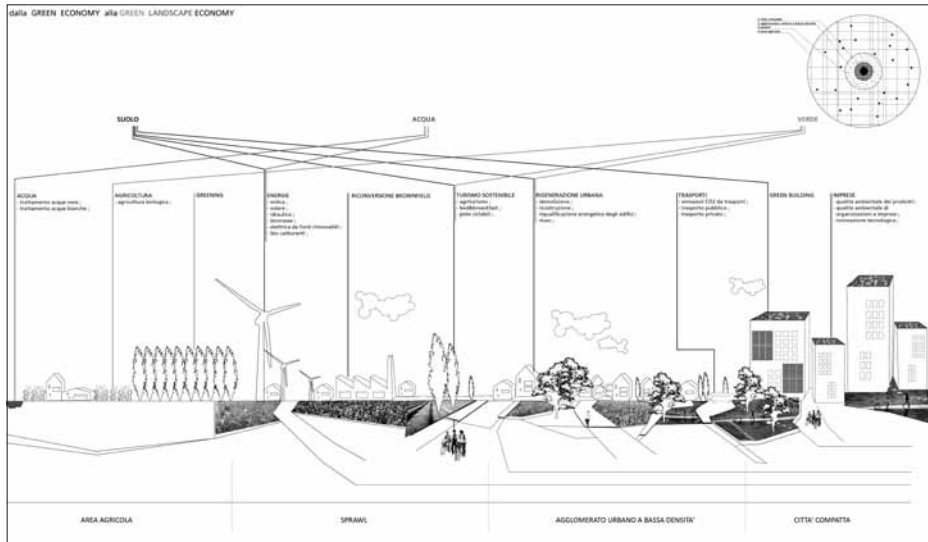 dalla GREEN ECONOMY alla GREEN LANDSCAPE ECONOMY
SUOLO
ACQUA
VERDE
ACQUA
- trattamento acque nere ;
- trattamento acque bianche ;
AGRICOLTURA
- agricoltura biologica ;
GREENING
ENERGIE
- eolica ;
- solare ;
- idraulica ;
- biomasse ;
- elettrica da fonti rinnovabili ;
- bio carburanti ;
RICONVERSIONE BROWNFIELD
TURISMO SOSTENIBILE
- agriturismo ;
- bed&breakfast ;
- piste ciclabili ;
RIGENERAZIONE URBANA
- demolizione ;
- ricostruzione ;
- riqualificazione energetica degli edifici ;
TRASPORTI
- emissioni CO2 da trasporti ;
- trasporto pubblico ;
- trasporto privato ;
GREEN BUILDING
IMPRESE
- qualità ambientale dei prodotti ;
- qualità ambientale di
organizzazioni e imprese ;
- innovazione tecnologica ;
AREA AGRICOLA
SPRAWL
AGGLOMERATO URBANO A BASSA DENSITA'
CITTA' COMPATTA